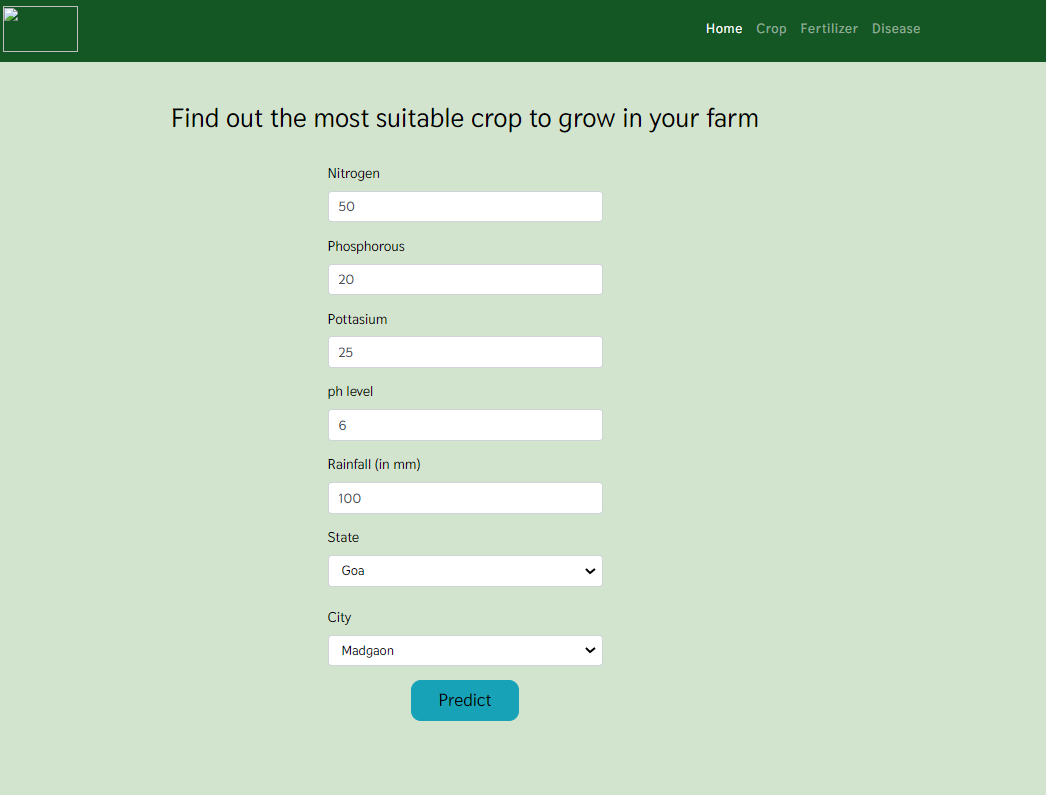 Home Crop Fertilizer Disease
Find out the most suitable crop to grow in your farm
Nitrogen
50
Phosphorous
20
Pottasium
25
ph level
6
Rainfall (in mm)
100
State
Goa
City
Madgaon
Predict